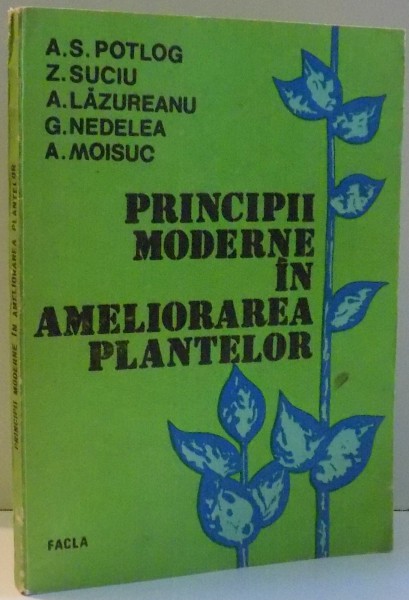 A.S. POTLOG
Z. SUCIU
A. LĂZUREANU
G. NEDELEA
A. MOISUC
PRINCIPII
MODERNE
ÎN
AMELIORAREA
PLANTELOR
FACLA
PRINCIPII MODERNE ÎN AMELIORAREA PLANTELOR